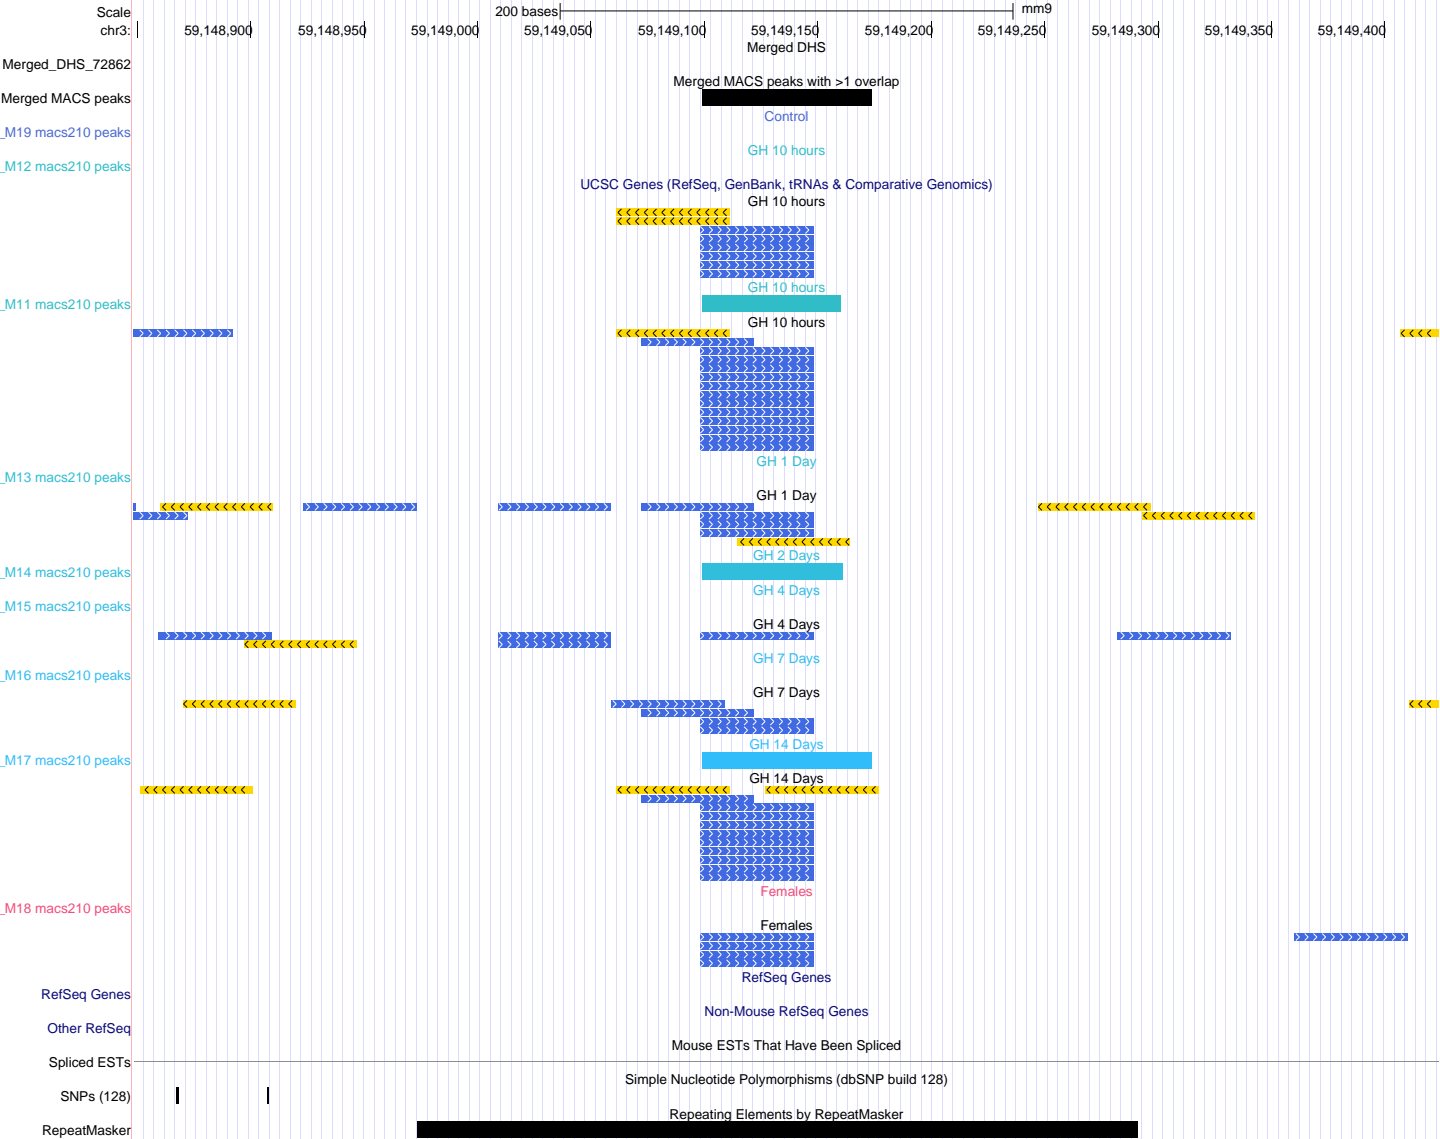 Scale 200 bases mm9
chr3: 59,148,900 59,148,950 59,149,000 59,149,050 59,149,100 59,149,150 59,149,200 59,149,250 59,149,300 59,149,350 59,149,400
Merged DHS
Merged_DHS_72862
Merged MACS peaks with >1 overlap
Merged MACS peaks
Control
_M19 macs210 peaks
GH 10 hours
_M12 macs210 peaks
UCSC Genes (RefSeq, GenBank, tRNAs & Comparative Genomics)
GH 10 hours
GH 10 hours
_M11 macs210 peaks
GH 10 hours
GH 1 Day
_M13 macs210 peaks
GH 1 Day
GH 2 Days
_M14 macs210 peaks
GH 4 Days
_M15 macs210 peaks
GH 4 Days
GH 7 Days
_M16 macs210 peaks
GH 7 Days
GH 14 Days
_M17 macs210 peaks
GH 14 Days
Females
_M18 macs210 peaks
Females
RefSeq Genes
RefSeq Genes
Non-Mouse RefSeq Genes
Other RefSeq
Mouse ESTs That Have Been Spliced
Spliced ESTs
Simple Nucleotide Polymorphisms (dbSNP build 128)
SNPs (128)
Repeating Elements by RepeatMasker
RepeatMasker